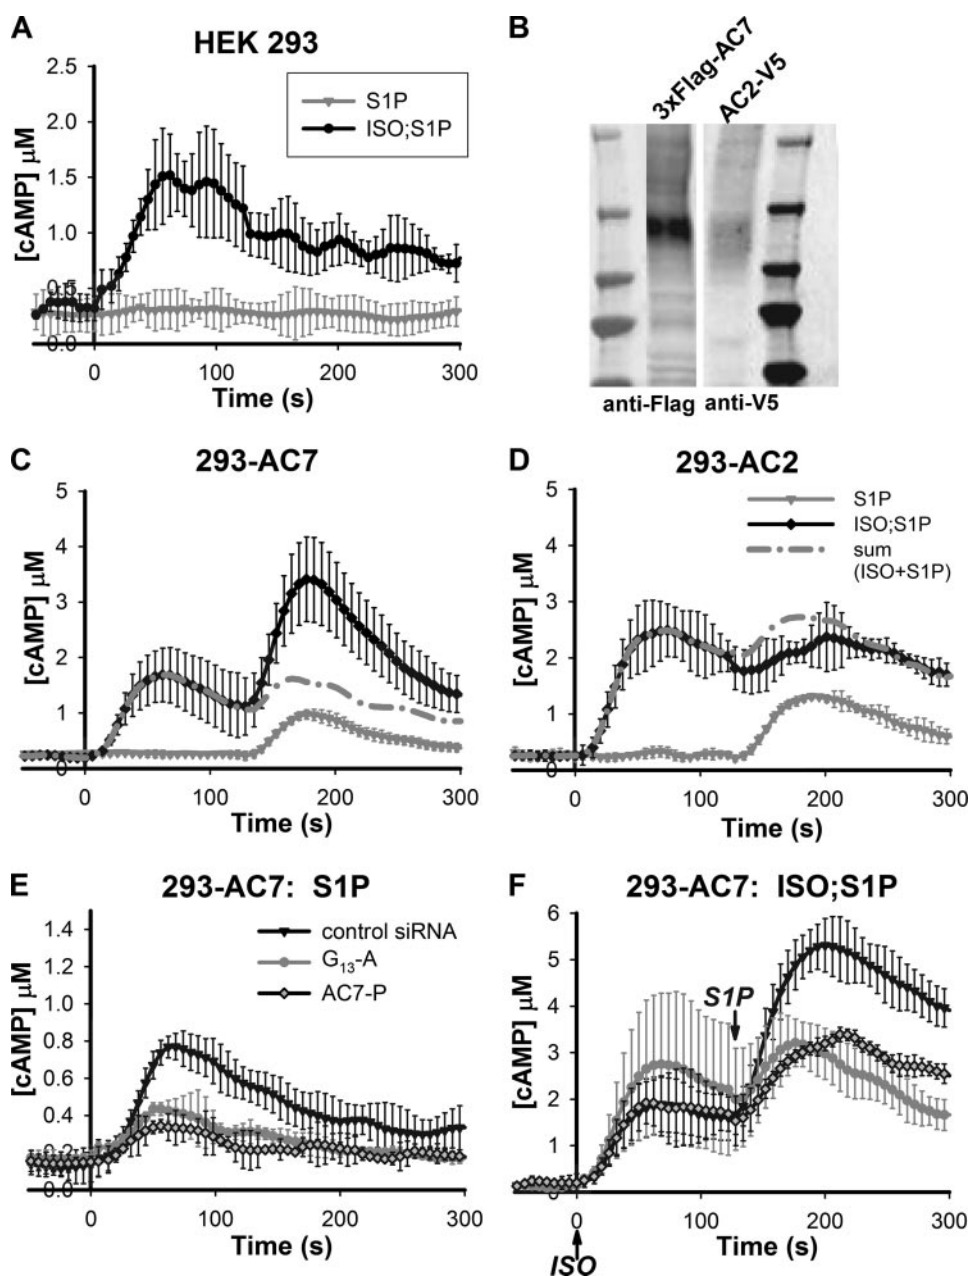 A
HEK 293
[cAMP] µM
2.5
2.0
1.5
1.0
0.5
0.0
S1P
ISO;S1P
0
100
200
300
Time (s)
B
3xFlag-AC7
AC2-V5
anti-Flag
anti-V5
C
293-AC7
[cAMP] µM
5
4
3
2
1
0
0
100
200
300
Time (s)
D
293-AC2
[cAMP] µM
5
4
3
2
1
0
S1P
ISO;S1P
sum
(ISO+S1P)
0
100
200
300
Time (s)
E
293-AC7: S1P
[cAMP] µM
1.4
1.2
1.0
0.8
0.6
0.4
0.2
0.0
control siRNA
G₁₃-A
AC7-P
0
100
200
300
Time (s)
F
293-AC7: ISO;S1P
[cAMP] µM
6
5
4
3
2
1
0
S1P
0
100
200
300
Time (s)
ISO